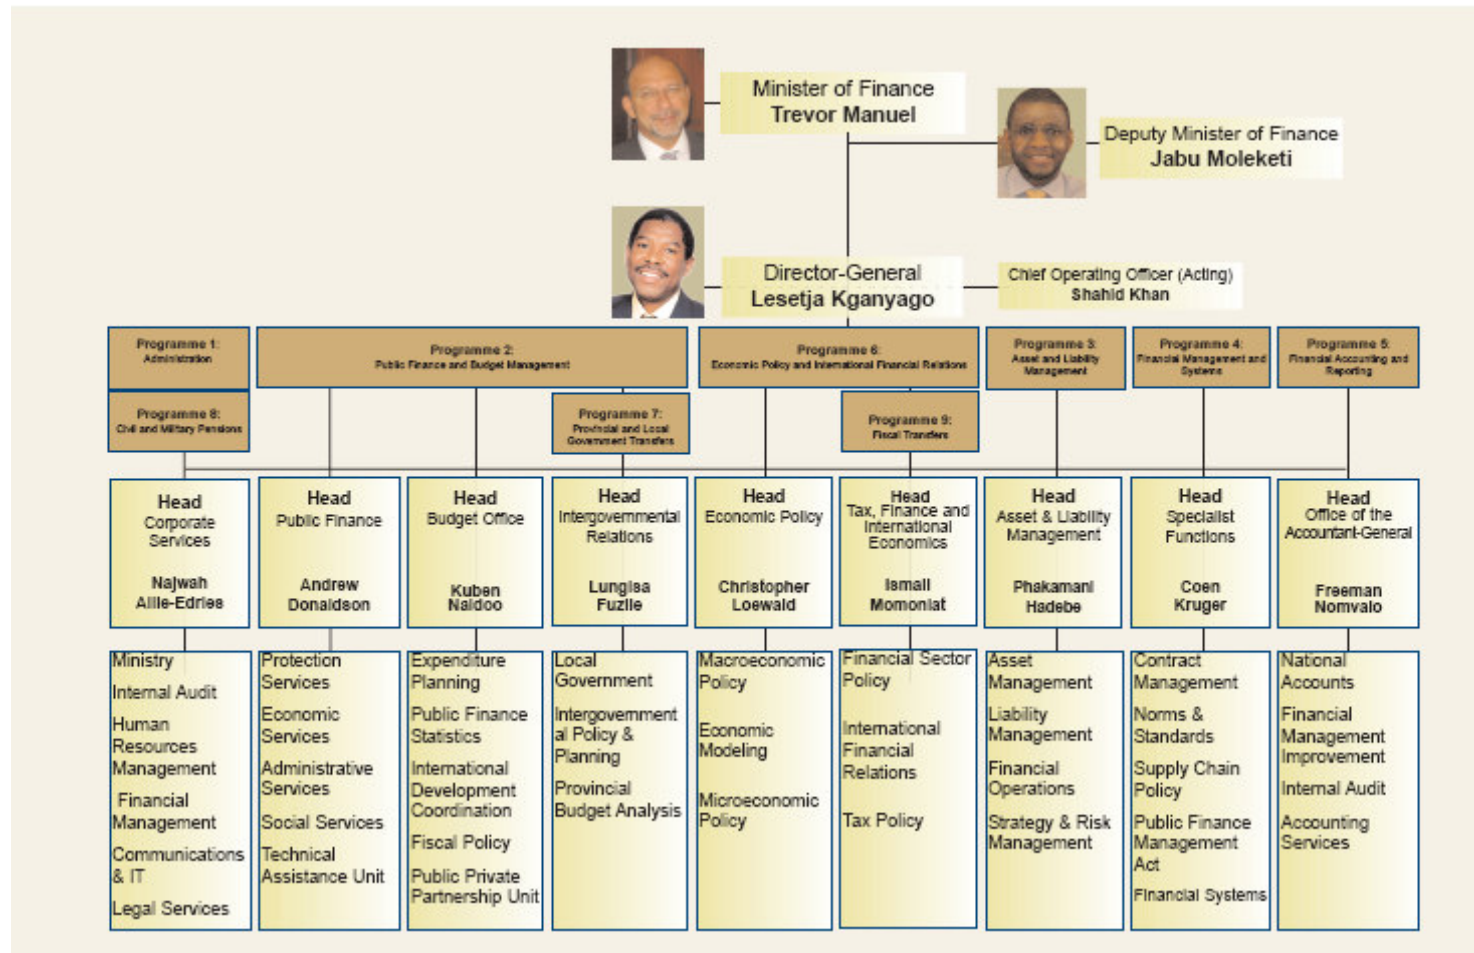 Minister of Finance
Trevor Manuel
Deputy Minister of Finance
Jabu Moleketi
Director-General
Lesetja Kganyago
Chief Operating Officer (Acting)
Shahid Khan
Programme 1:
Administration
Programme 2:
Public Finance and Budget Management
Programme 6:
Economic Policy and International Financial Relations
Programme 3:
Asset and Liability
Management
Programme 4:
Financial Management and
Systems
Programme 5:
Financial Accounting and
Reporting
Programme 8:
Civil and Military Pensions
Programme 7:
Provincial and Local
Government Transfers
Programme 9:
Fiscal Transfers
Head
Corporate
Services
Najwah
Allie-Edries
Head
Public Finance
Andrew
Donaldson
Head
Budget Office
Kuben
Naidoo
Head
Intergovernmental
Relations
Lungisa
Fuzile
Head
Economic Policy
Christopher
Loewald
Head
Tax, Finance and
International
Economics
Ismail
Momoniat
Head
Asset & Liability
Management
Phakamani
Hadebe
Head
Specialist
Functions
Coen
Kruger
Head
Office of the
Accountant-General
Freeman
Nomvalo
Ministry
Internal Audit
Human
Resources
Management
Financial
Management
Communications
& IT
Legal Services
Protection
Services
Economic
Services
Administrative
Services
Social Services
Technical
Assistance Unit
Expenditure
Planning
Public Finance
Statistics
International
Development
Coordination
Fiscal Policy
Public Private
Partnership Unit
Local
Government
Intergovernment
al Policy &
Planning
Provincial
Budget Analysis
Macroeconomic
Policy
Economic
Modeling
Microeconomic
Policy
Financial Sector
Policy
International
Financial
Relations
Tax Policy
Asset
Management
Liability
Management
Financial
Operations
Strategy & Risk
Management
Contract
Management
Norms &
Standards
Supply Chain
Policy
Public Finance
Management
Act
Financial Systems
National
Accounts
Financial
Management
Improvement
Internal Audit
Accounting
Services